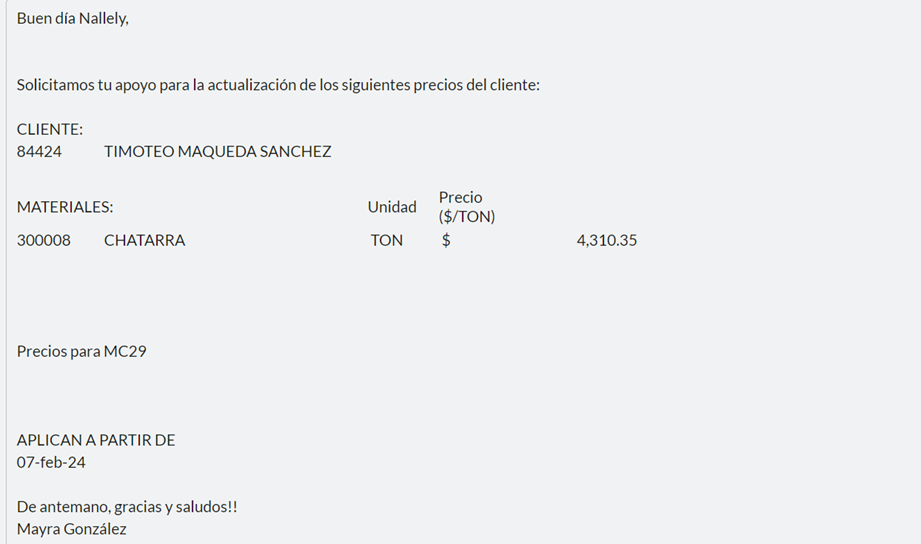 Buen día Nallely,
Solicitamos tu apoyo para la actualización de los siguientes precios del cliente:
CLIENTE:
84424 TIMOTEO MAQUEDA SANCHEZ
MATERIALES: Unidad Precio ($/TON)
300008 CHATARRA TON $ 4,310.35
Precios para MC29
APLICAN A PARTIR DE
07-feb-24
De antemano, gracias y saludos!!
Mayra González